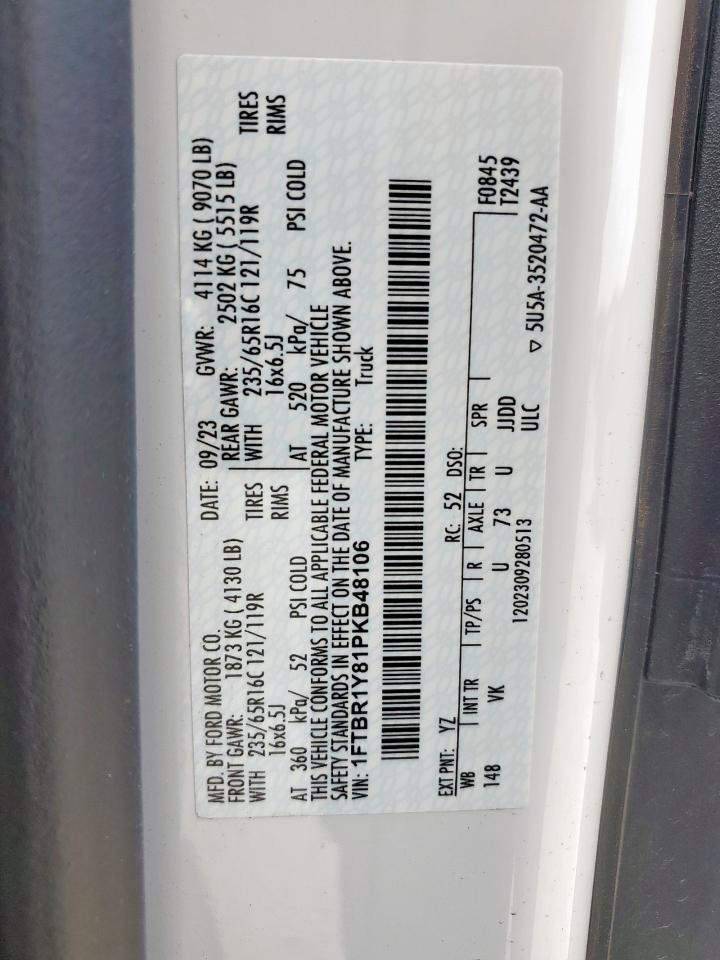 MFD. BY FORD MOTOR CO. DATE: 09/23 GVWR: 4114 KG ( 9070 LB)
FRONT GAWR: 1873 KG ( 4130 LB) REAR GAWR: 2502 KG ( 5515 LB)
WITH 235/65R16C 121/119R TIRES WITH 235/65R16C 121/119R TIRES
16x6.5J RIMS 16x6.5J RIMS
AT 360 kPa/ 52 PSI COLD AT 520 kPa/ 75 PSI COLD
THIS VEHICLE CONFORMS TO ALL APPLICABLE FEDERAL MOTOR VEHICLE
SAFETY STANDARDS IN EFFECT ON THE DATE OF MANUFACTURE SHOWN ABOVE.
VIN: 1FTBR1Y81PKB48106 TYPE: Truck
EXT PNT: YZ RC: 52 DSO:
WB INT TR TP/PS R AXLE TR SPR F0845
148 VK U 73 U JJDD T2439
1202309280513 ULC
▽ 5U5A-3520472-AA